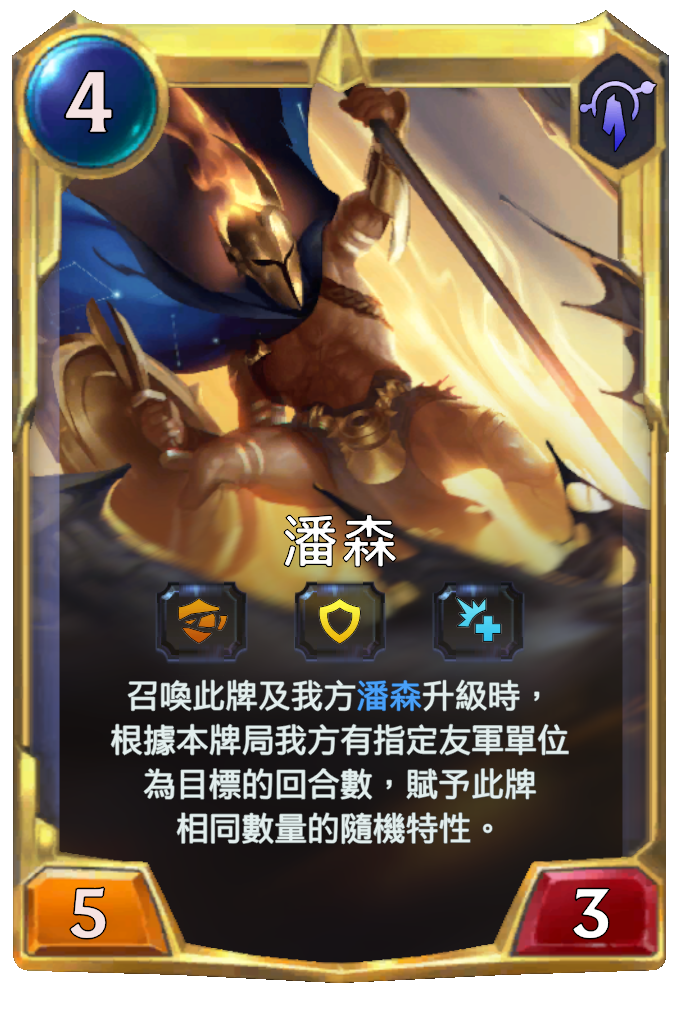 4
潘森
召喚此牌及我方潘森升級時，
根據本牌局我方有指定友軍單位
為目標的回合數，賦予此牌
相同數量的隨機特性。
5
3